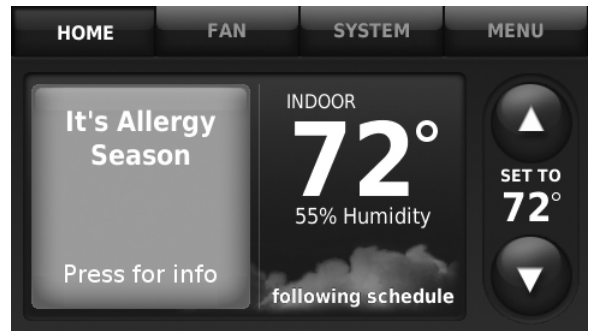 HOME
FAN
SYSTEM
MENU
It's Allergy
Season
Press for info
INDOOR
72°
55% Humidity
following schedule
SET TO
72°